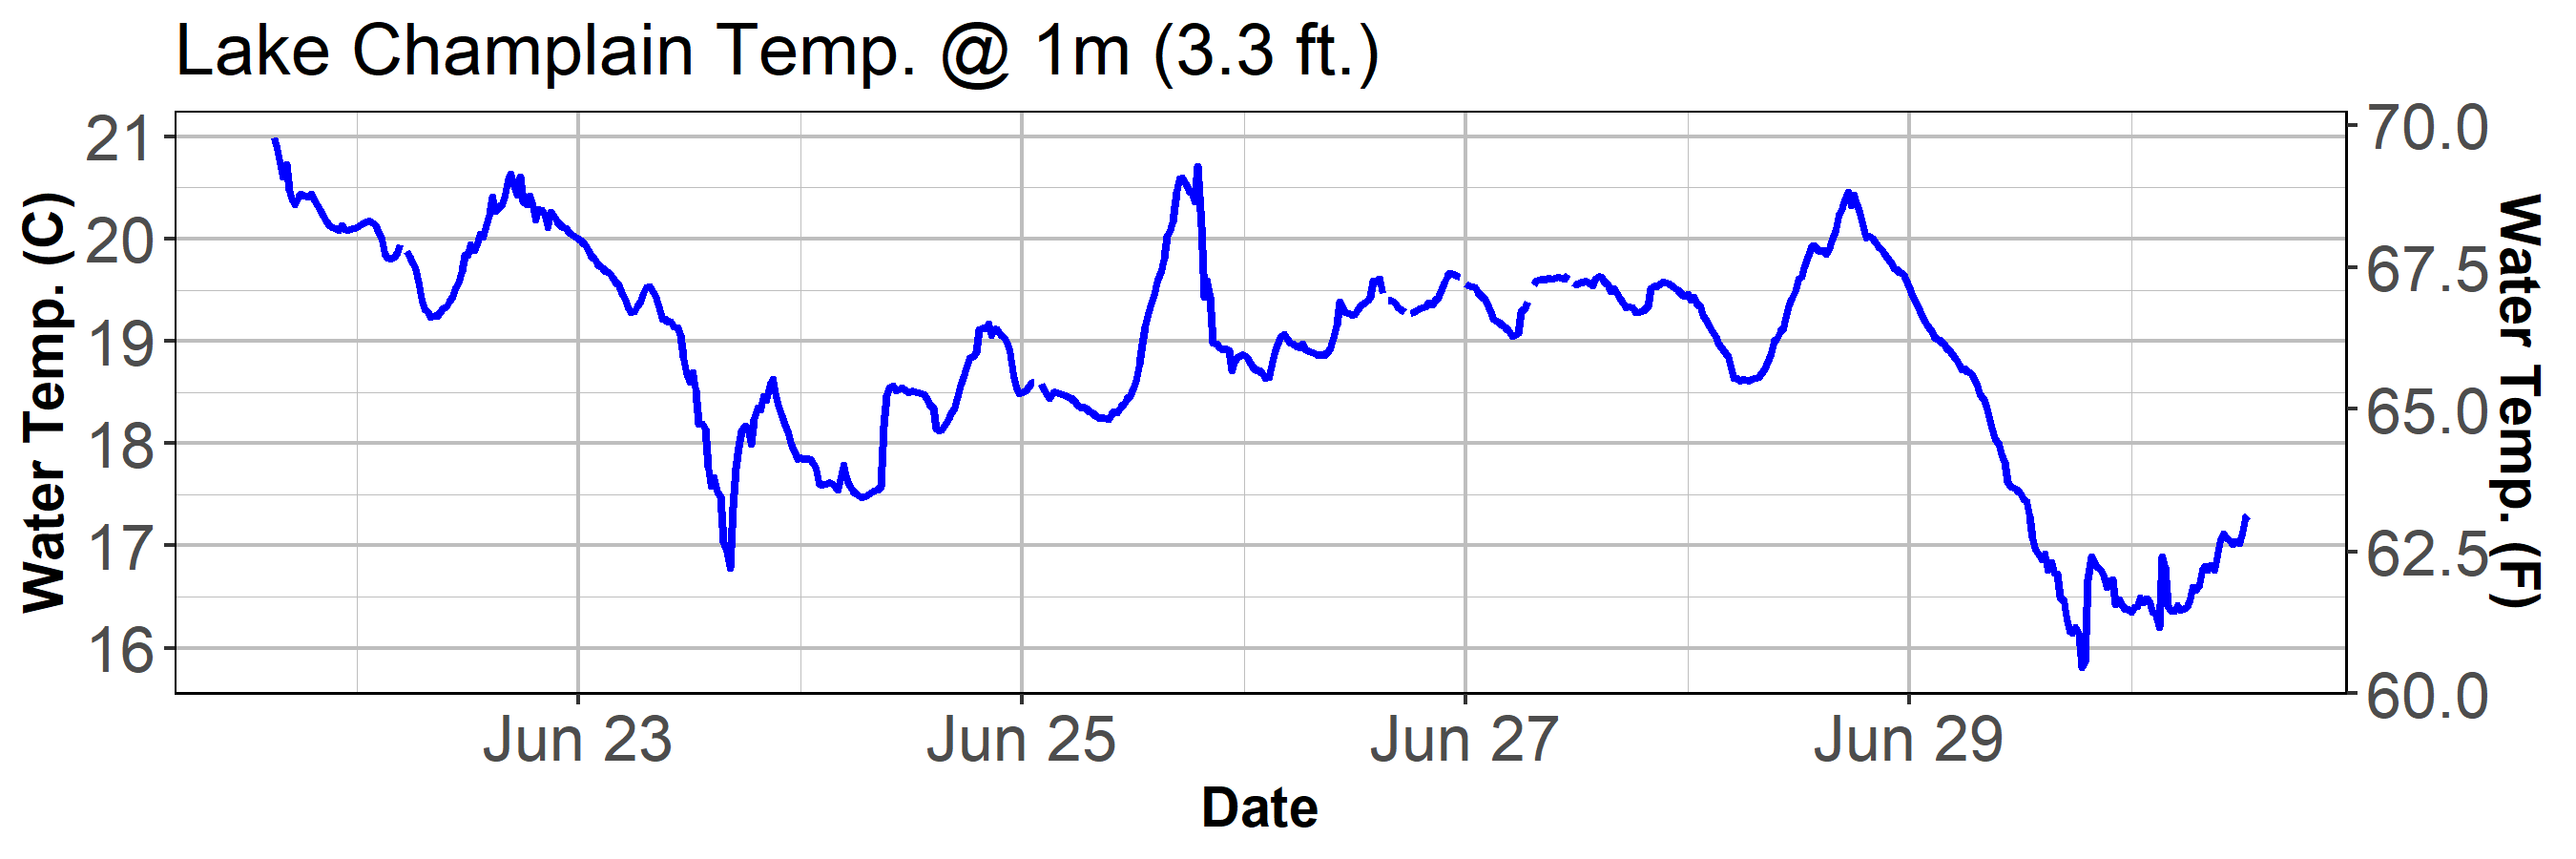 Lake Champlain Temp. @ 1m (3.3 ft.)
Water Temp. (C)
21
20
19
18
17
16
70.0
67.5
65.0
62.5
60.0
Water Temp. (F)
Jun 23 Jun 25 Jun 27 Jun 29
Date